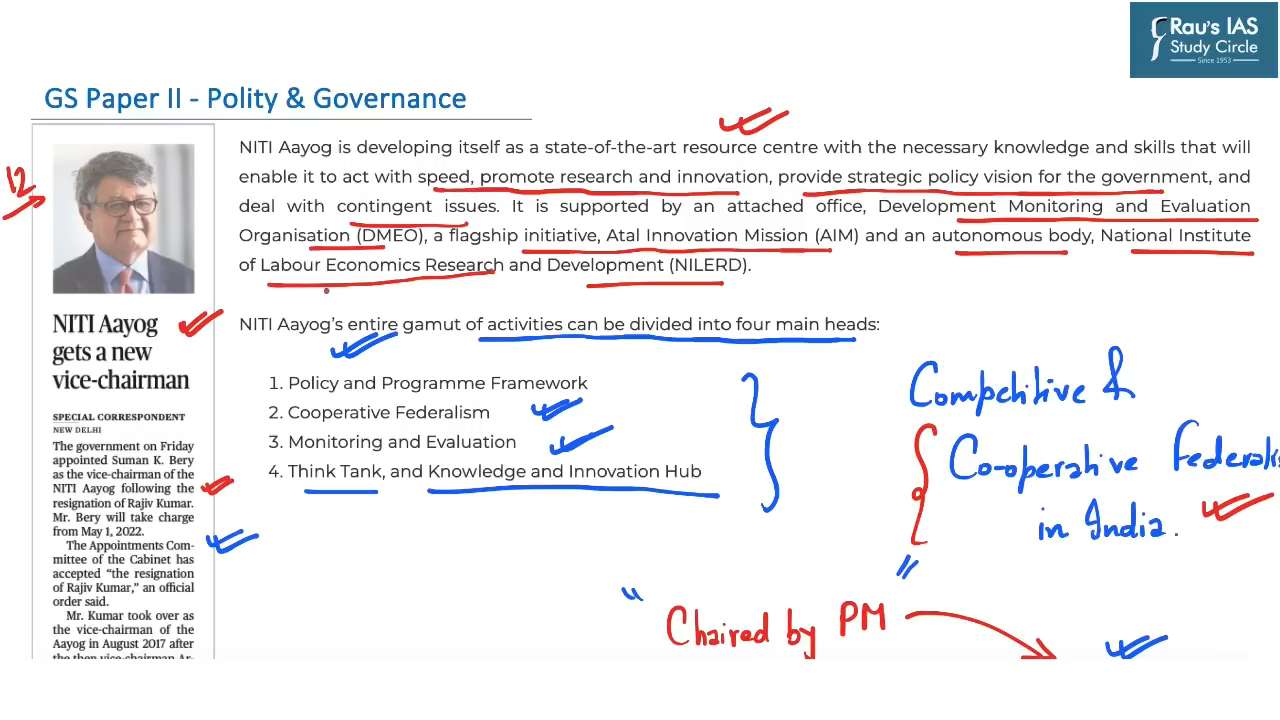 Rau's IAS
Study Circle
Since 1953
GS Paper II - Polity & Governance
12
NITI Aayog
gets a new
vice-chairman
SPECIAL CORRESPONDENT
NEW DELHI
The government on Friday
appointed Suman K. Bery
as the vice-chairman of the
NITI Aayog following the
resignation of Rajiv Kumar.
Mr. Bery will take charge
from May 1, 2022.
The Appointments Com-
mittee of the Cabinet has
accepted “the resignation
of Rajiv Kumar,” an official
order said.
Mr. Kumar took over as
the vice-chairman of the
Aayog in August 2017 after
the then vice-chairman Ar-
NITI Aayog is developing itself as a state-of-the-art resource centre with the necessary knowledge and skills that will
enable it to act with speed, promote research and innovation, provide strategic policy vision for the government, and
deal with contingent issues. It is supported by an attached office, Development Monitoring and Evaluation
Organisation (DMEO), a flagship initiative, Atal Innovation Mission (AIM) and an autonomous body, National Institute
of Labour Economics Research and Development (NILERD).
NITI Aayog’s entire gamut of activities can be divided into four main heads:
1. Policy and Programme Framework
2. Cooperative Federalism
3. Monitoring and Evaluation
4. Think Tank, and Knowledge and Innovation Hub
Competitive &
Co-operative Federalis
in India.
" Chaired by PM "